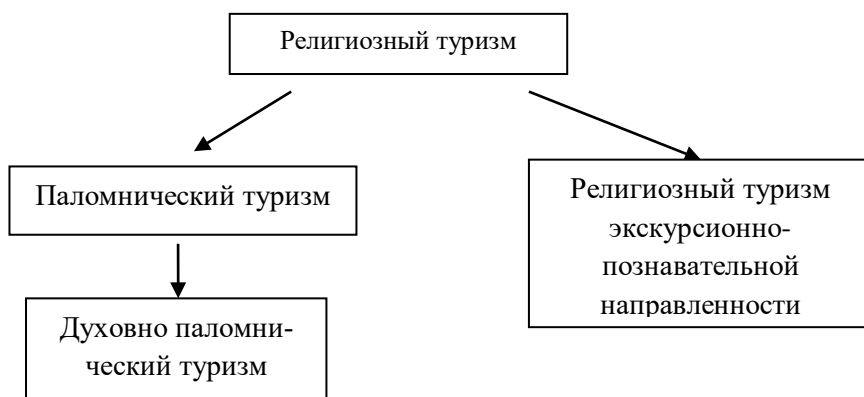 Религиозный туризм
Паломнический туризм
Религиозный туризм
экскурсионно-
познавательной
направленности
Духовно паломни-
ческий туризм